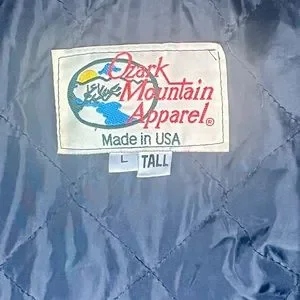 Ozark
Mountain
Apparel®
Made in USA
L TALL